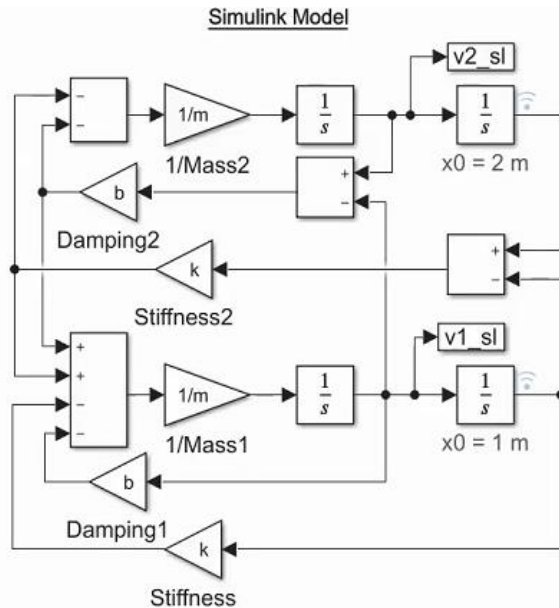 Simulink Model
v2_sl
−
−
1/m
1
s
1
s
1/Mass2
x0 = 2 m
+
−
b
Damping2
+
−
k
Stiffness2
v1_sl
+
+
−
−
1/m
1
s
1
s
1/Mass1
x0 = 1 m
b
Damping1
k
Stiffness